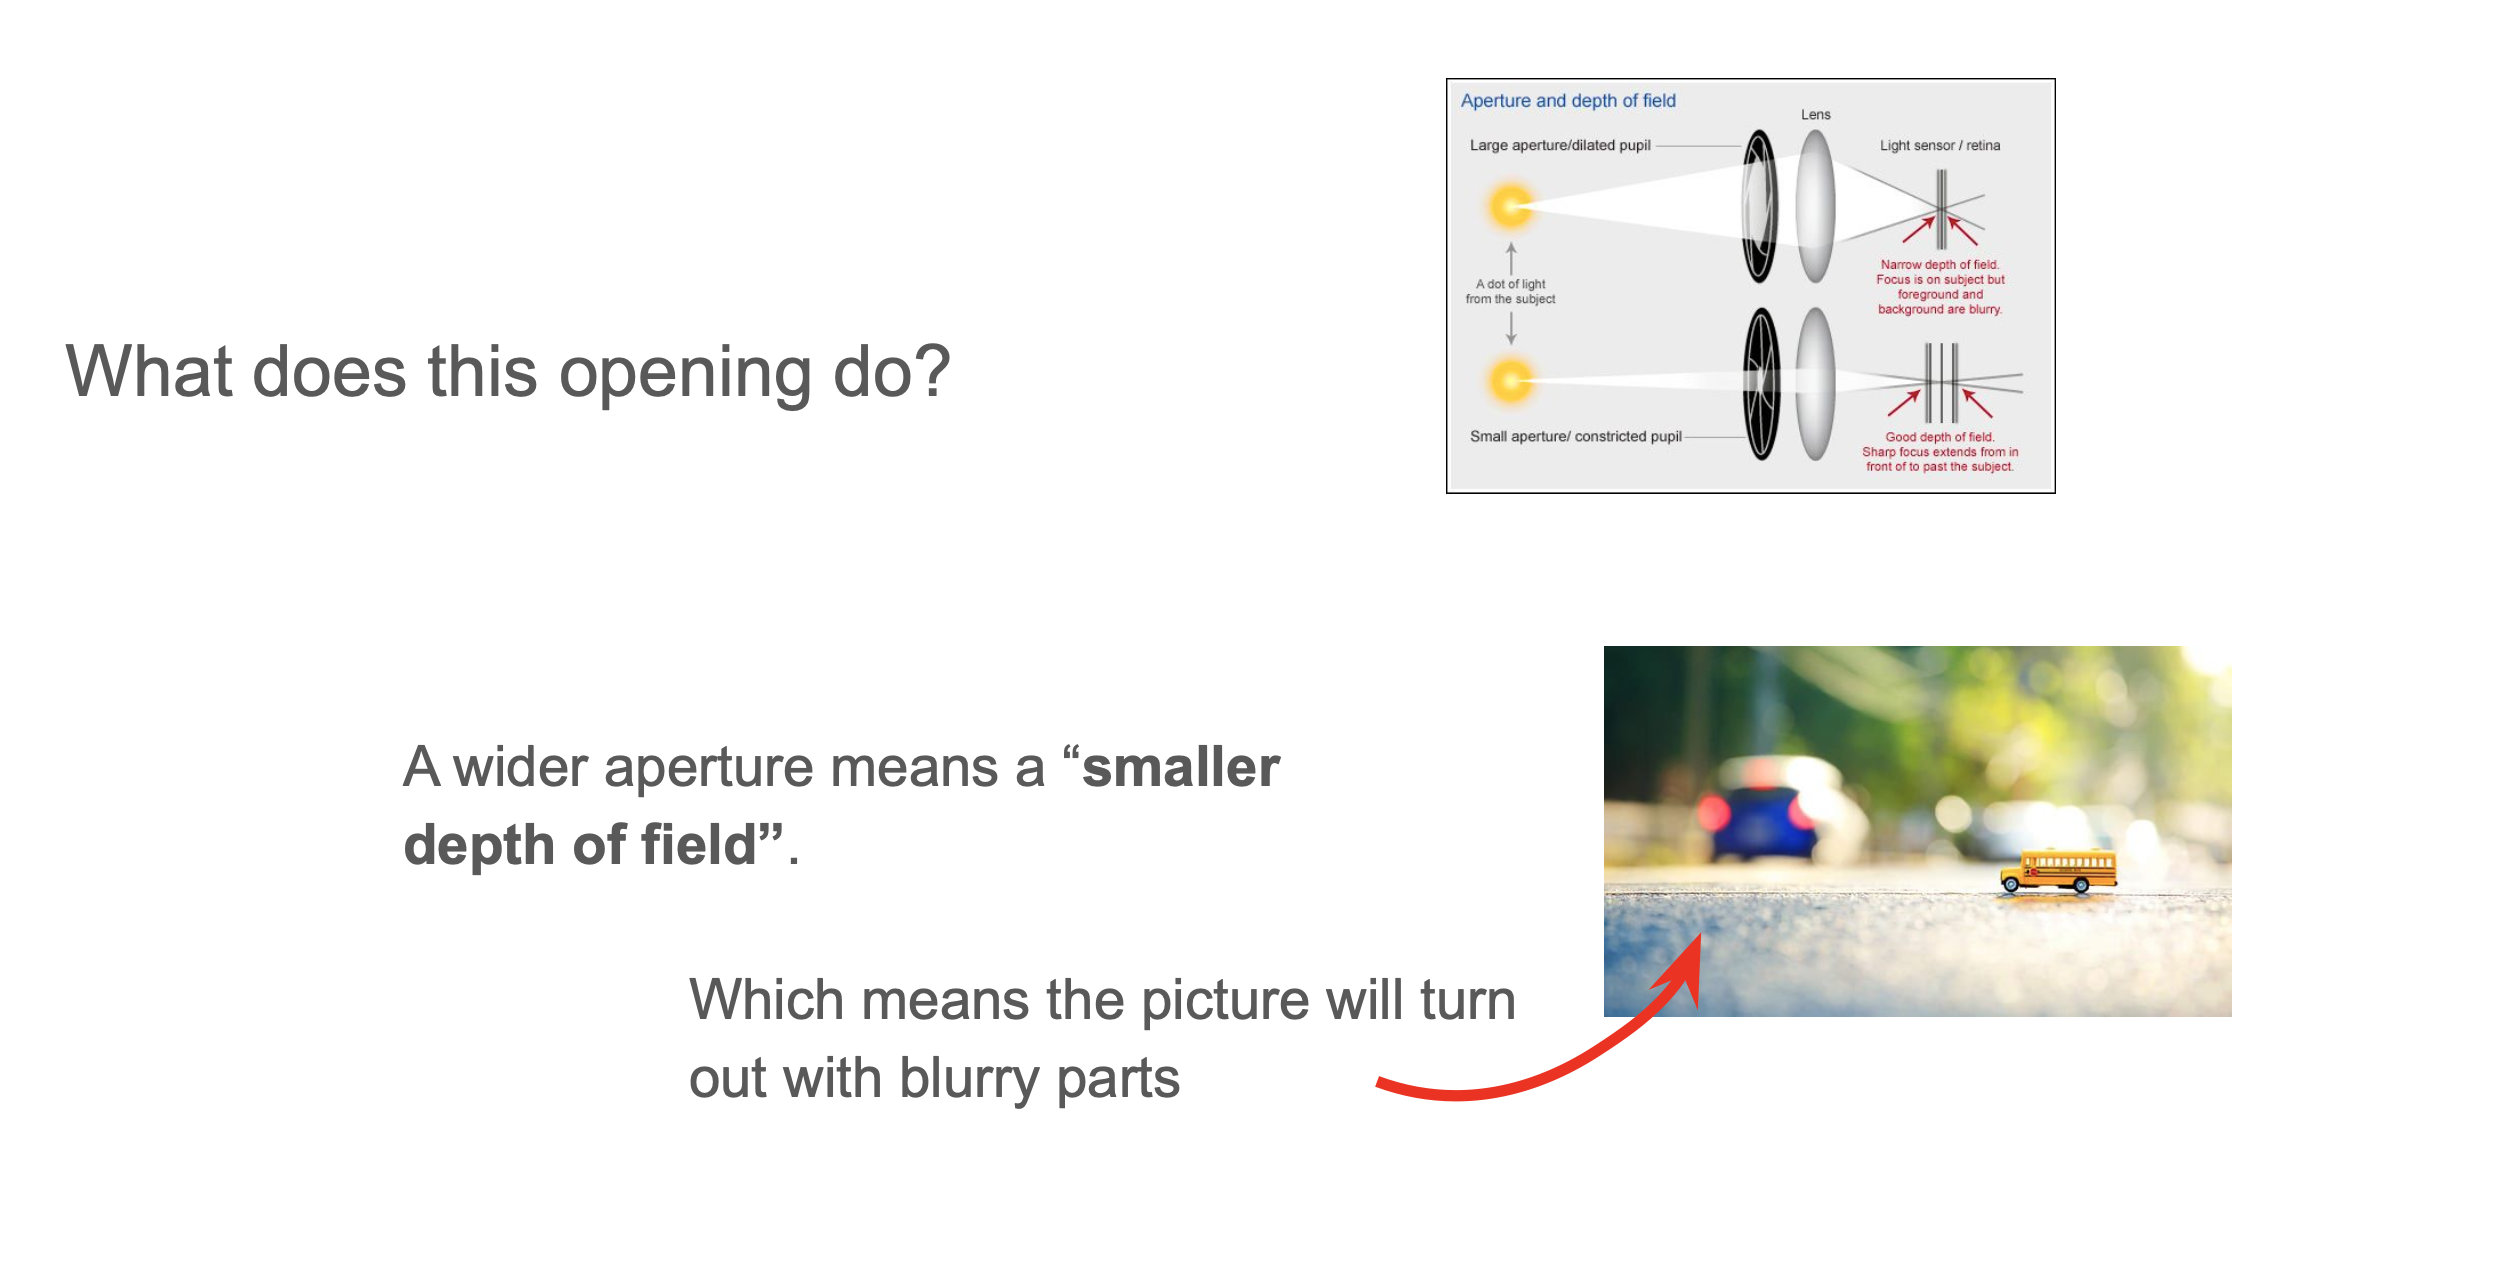 Aperture and depth of field
Lens
Large aperture/dilated pupil
Light sensor / retina
A dot of light
from the subject
Narrow depth of field.
Focus is on subject but
foreground and
background are blurry.
Small aperture/ constricted pupil
Good depth of field.
Sharp focus extends from in
front of to past the subject.
What does this opening do?
A wider aperture means a “smaller
depth of field”.
Which means the picture will turn
out with blurry parts